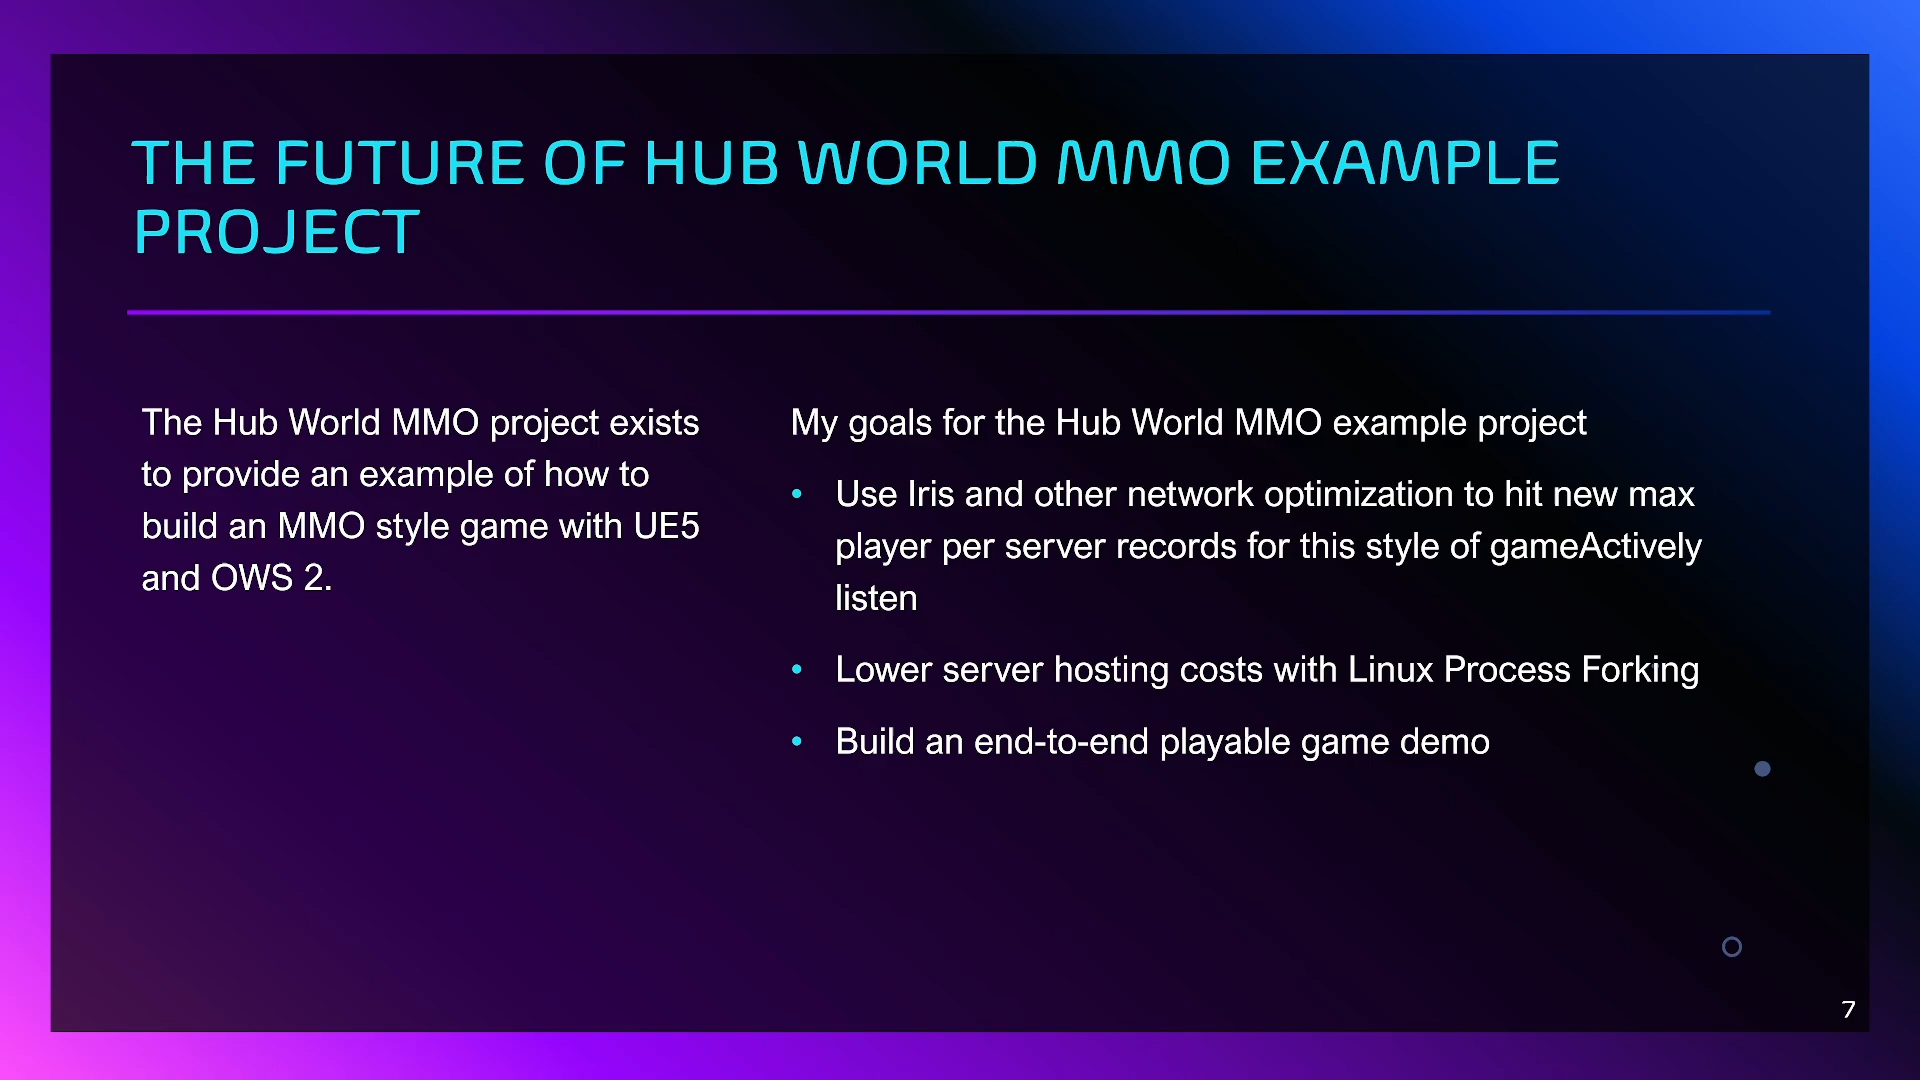 THE FUTURE OF HUB WORLD MMO EXAMPLE
PROJECT
The Hub World MMO project exists
to provide an example of how to
build an MMO style game with UE5
and OWS 2.
My goals for the Hub World MMO example project
• Use Iris and other network optimization to hit new max
player per server records for this style of gameActively
listen
• Lower server hosting costs with Linux Process Forking
• Build an end-to-end playable game demo
7